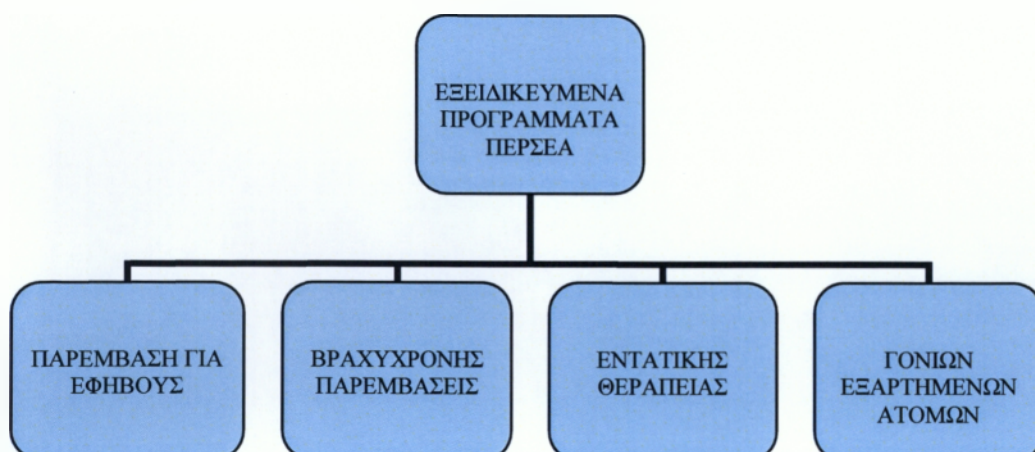 ΕΞΕΙΔΙΚΕΥΜΕΝΑ
ΠΡΟΓΡΑΜΜΑΤΑ
ΠΕΡΣΕΑ
ΠΑΡΕΜΒΑΣΗ ΓΙΑ
ΕΦΗΒΟΥΣ
ΒΡΑΧΥΧΡΟΝΗΣ
ΠΑΡΕΜΒΑΣΕΙΣ
ΕΝΤΑΤΙΚΗΣ
ΘΕΡΑΠΕΙΑΣ
ΓΟΝΙΩΝ
ΕΞΑΡΤΗΜΕΝΩΝ
ΑΤΟΜΩΝ